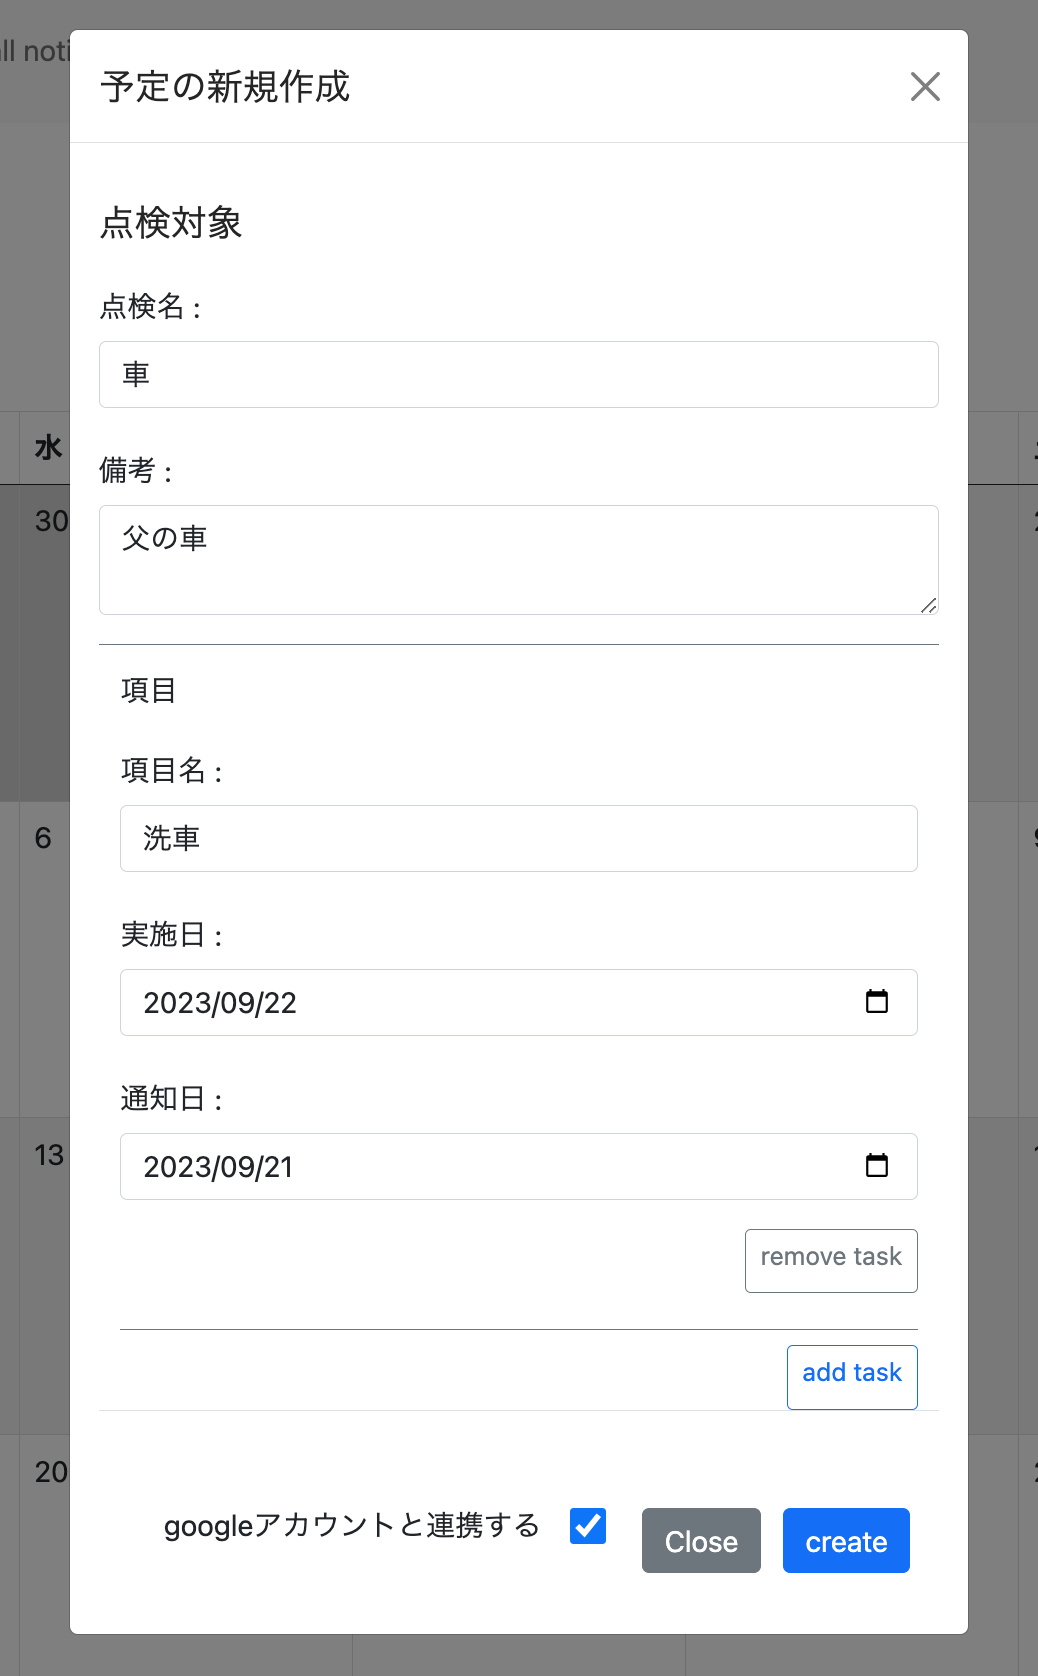 all noti
予定の新規作成
点検対象
点検名 :
車
水
備考 :
父の車
30
項目
項目名 :
洗車
6
実施日 :
2023/09/22
通知日 :
13
2023/09/21
remove task
add task
20
googleアカウントと連携する
Close
create